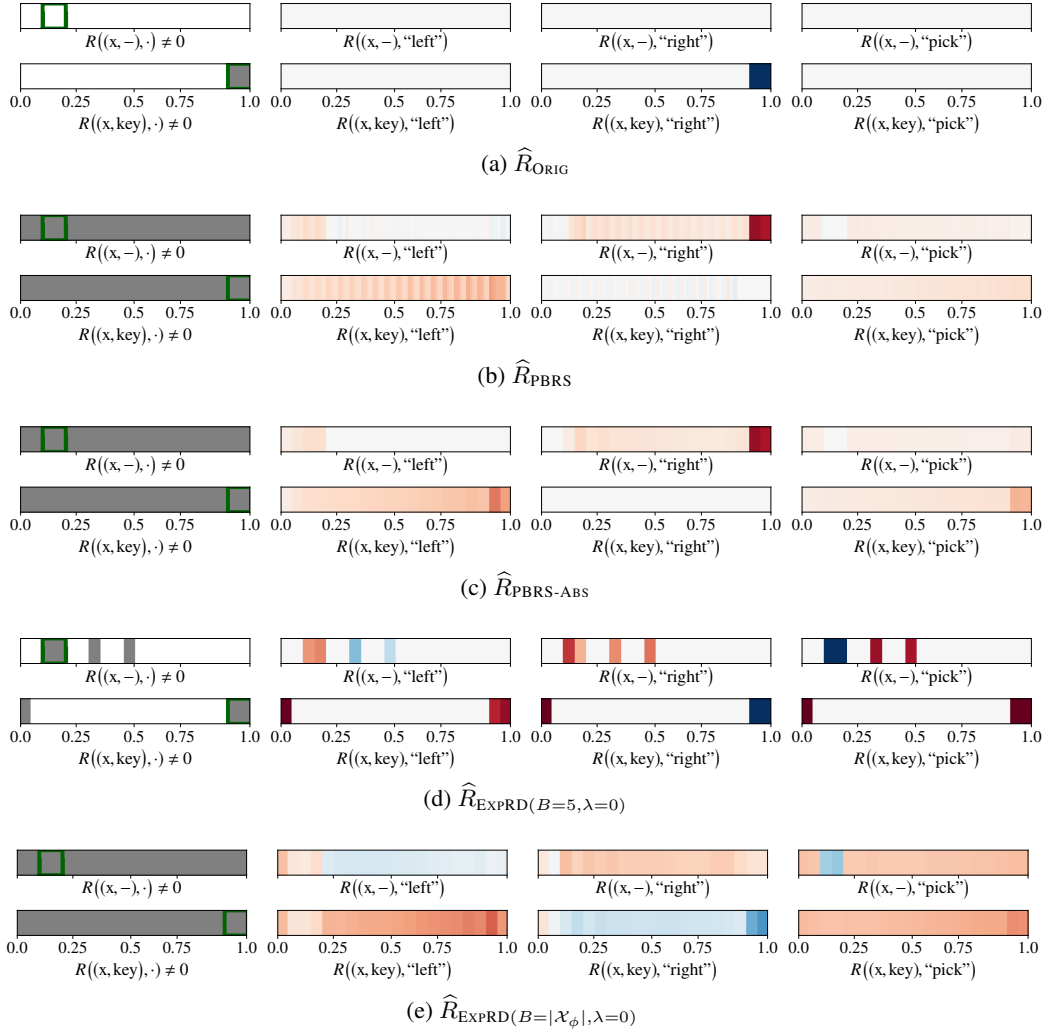 R((x, −), ·) ≠ 0 R((x, −), “left”) R((x, −), “right”) R((x, −), “pick”)
0.0 0.25 0.75 1.0 0.0 0.25 0.5 0.75 1.0 0.0 0.25 0.5 0.75 1.0 0.0 0.25 0.5 0.75 1.0
R((x, key), ·) ≠ 0 R((x, key), “left”) R((x, key), “right”) R((x, key), “pick”)
(a) R̂ORIG
R((x, −), ·) ≠ 0 R((x, −), “left”) R((x, −), “right”) R((x, −), “pick”)
0.0 0.25 0.5 0.75 1.0 0.0 0.25 0.5 0.75 1.0 0.0 0.25 0.5 0.75 1.0 0.0 0.25 0.5 0.75 1.0
R((x, key), ·) ≠ 0 R((x, key), “left”) R((x, key), “right”) R((x, key), “pick”)
(b) R̂PBRS
R((x, −), ·) ≠ 0 R((x, −), “left”) R((x, −), “right”) R((x, −), “pick”)
0.0 0.25 0.5 0.75 1.0 0.0 0.25 0.5 0.75 1.0 0.0 0.25 0.5 0.75 1.0 0.0 0.25 0.5 0.75 1.0
R((x, key), ·) ≠ 0 R((x, key), “left”) R((x, key), “right”) R((x, key), “pick”)
(c) R̂PBRS-ABS
R((x, −), ·) ≠ 0 R((x, −), “left”) R((x, −), “right”) R((x, −), “pick”)
0.0 0.25 0.5 0.75 1.0 0.0 0.25 0.5 0.75 1.0 0.0 0.25 0.5 0.75 1.0 0.0 0.25 0.5 0.75 1.0
R((x, key), ·) ≠ 0 R((x, key), “left”) R((x, key), “right”) R((x, key), “pick”)
(d) R̂EXPRD(B=5,λ=0)
R((x, −), ·) ≠ 0 R((x, −), “left”) R((x, −), “right”) R((x, −), “pick”)
0.0 0.25 0.5 0.75 1.0 0.0 0.25 0.5 0.75 1.0 0.0 0.25 0.5 0.75 1.0 0.0 0.25 0.5 0.75 1.0
R((x, key), ·) ≠ 0 R((x, key), “left”) R((x, key), “right”) R((x, key), “pick”)
(e) R̂EXPRD(B=|𝒳ϕ|,λ=0)